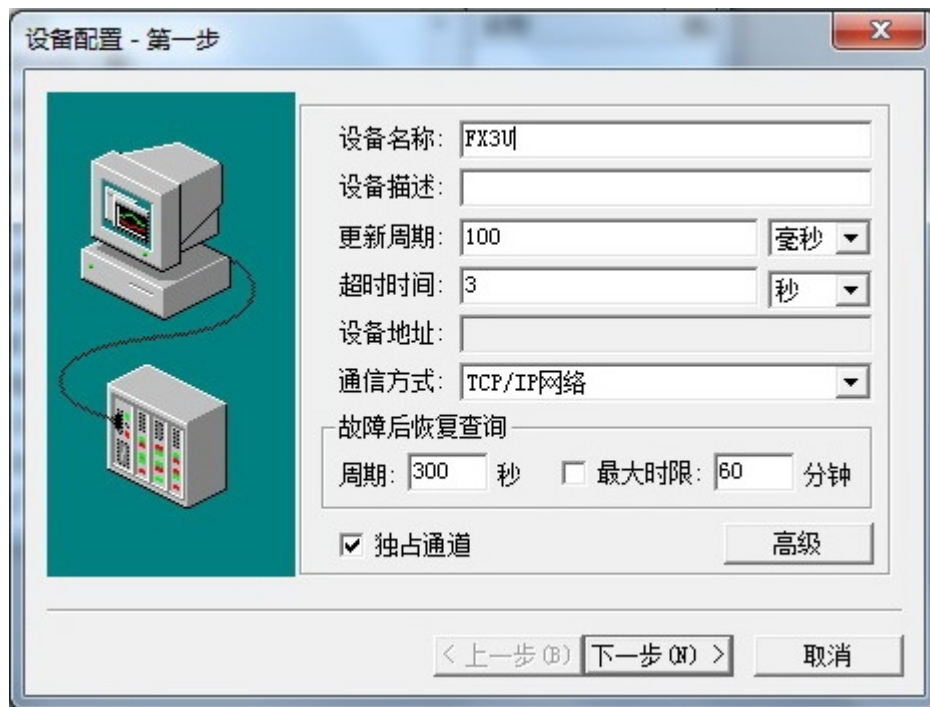 设备配置 - 第一步
设备名称: FX3U
设备描述:
更新周期: 100 毫秒
超时时间: 3 秒
设备地址:
通信方式: TCP/IP网络
故障后恢复查询
周期: 300 秒 最大时限: 60 分钟
独占通道 高级
< 上一步(B) 下一步(N) > 取消